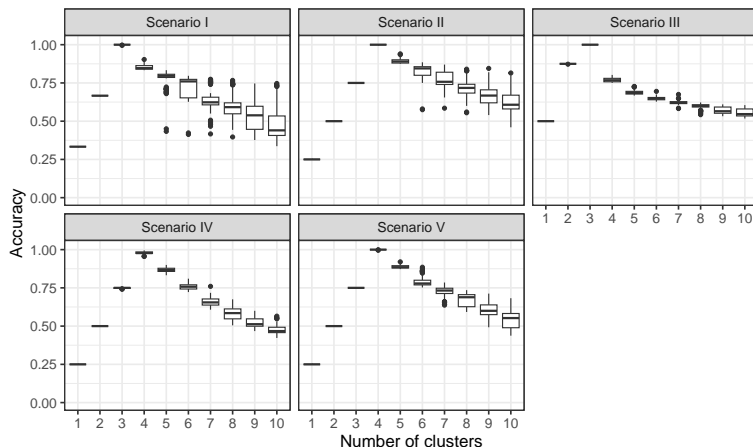 Scenario I
Scenario II
Scenario III
1.00
0.75
0.50
0.25
0.00
1 2 3 4 5 6 7 8 9 10
Scenario IV
Scenario V
1.00
0.75
0.50
0.25
0.00
1 2 3 4 5 6 7 8 9 10
1 2 3 4 5 6 7 8 9 10
Accuracy
Number of clusters